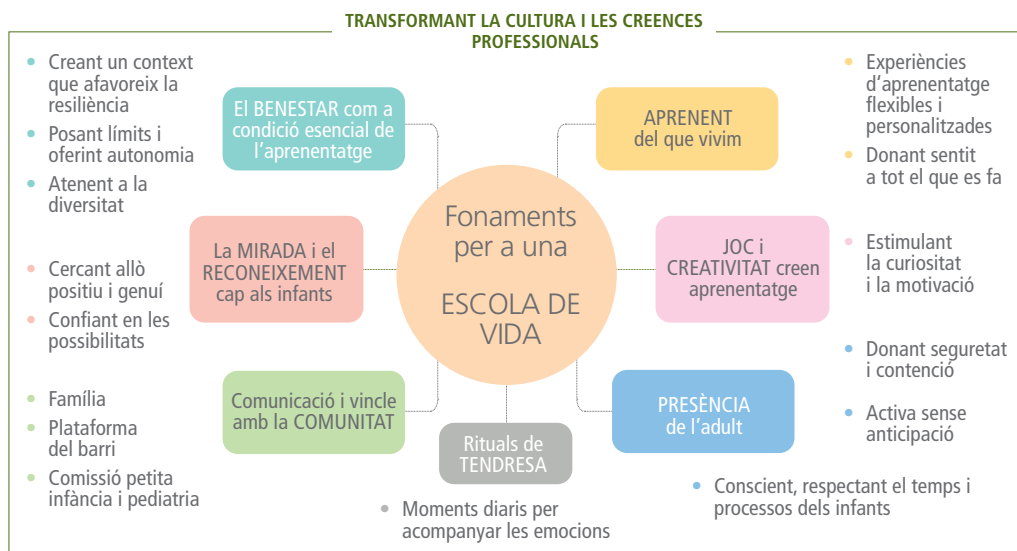 TRANSFORMANT LA CULTURA I LES CREENCES
PROFESSIONALS
• Creant un context
que afavoreix la
resiliència
• Posant límits i
oferint autonomia
• Atenent a la
diversitat
El BENESTAR com a
condició esencial de
l’aprenentatge
APRENENT
del que vivim
• Experiències
d’aprenentatge
flexibles i
personalitzades
• Donant sentit
a tot el que es fa
Fonaments
per a una
ESCOLA DE
VIDA
• Cercant allò
positiu i genuí
• Confiant en les
possibilitats
La MIRADA i el
RECONEIXEMENT
cap als infants
JOC i
CREATIVITAT creen
aprenentatge
• Estimulant
la curiositat
i la motivació
• Família
• Plataforma
del barri
• Comissió petita
infància i pediatria
Comunicació i vincle
amb la COMUNITAT
Rituals de
TENDRESA
• Moments diaris per
acompanyar les emocions
PRESÈNCIA
de l’adult
• Donant seguretat
i contenció
• Activa sense
anticipació
• Conscient, respectant el temps i
processos dels infants